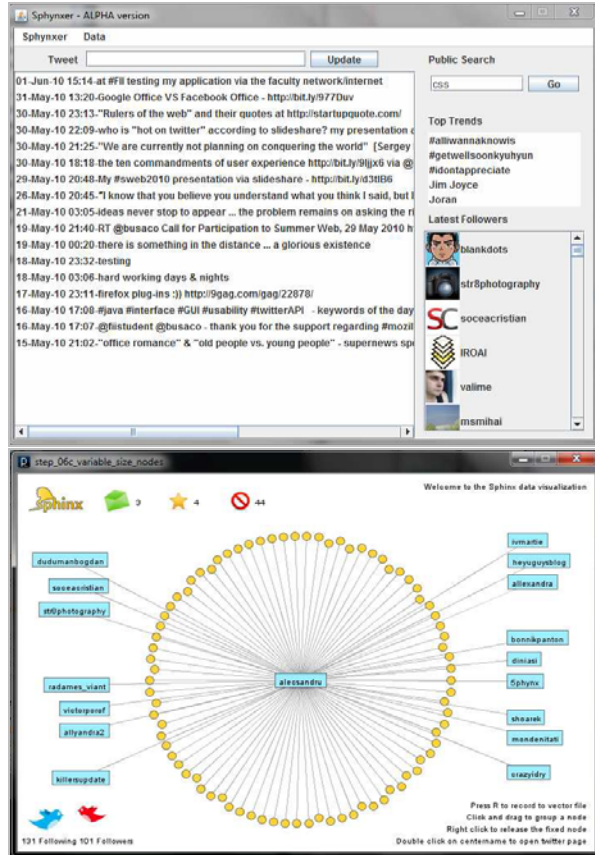 Sphynxer - ALPHA version
Sphynxer Data
Tweet
Update
Public Search
css
Go
01-Jun-10 15:14-at #FII testing my application via the faculty network/internet
31-May-10 13:20-Google Office VS Facebook Office - http://bit.ly/977Duv
30-May-10 23:13-"Rulers of the web" and their quotes at http://startupquote.com/
30-May-10 22:09-who is "hot on twitter" according to slideshare? my presentation a
30-May-10 21:25-"We are currently not planning on conquering the world" [Sergey
30-May-10 18:18-the ten commandments of user experience http://bit.ly/9ljjx6 via @
29-May-10 20:48-My #sweb2010 presentation via slideshare - http://bit.ly/d3tIB6
26-May-10 20:45-"I know that you believe you understand what you think I said, but I
21-May-10 03:05-ideas never stop to appear ... the problem remains on asking the ri
19-May-10 21:40-RT @busaco Call for Participation to Summer Web, 29 May 2010 h
19-May-10 00:20-there is something in the distance ... a glorious existence
18-May-10 23:32-testing
18-May-10 03:06-hard working days & nights
17-May-10 23:11-firefox plug-ins :)) http://9gag.com/gag/22878/
16-May-10 17:08-#java #interface #GUI #usability #twitterAPI - keywords of the day
16-May-10 17:07-@fiistudent @busaco - thank you for the support regarding #mozil
15-May-10 21:02-"office romance" & "old people vs. young people" - supernews spe
Top Trends
#alliwannaknowis
#getwellsoonkyuhyun
#idontappreciate
Jim Joyce
Joran
Latest Followers
blankdots
str8photography
SC soceacristian
IROAI
valime
msmihai
step_06c_variable_size_nodes
Sphinx
3
4
44
Welcome to the Sphinx data visualization
dudumanbogdan
soceacristian
str8photography
radames_viant
victorporof
allyandra2
killersupdate
alecsandru
ivmartie
heyuguysblog
allexandra
bonnikpanton
diniasi
Sphynx
shoarek
mondenitati
crazyidry
131 Following 101 Followers
Press R to record to vector file
Click and drag to group a node
Right click to release the fixed node
Double click on centername to open twitter page